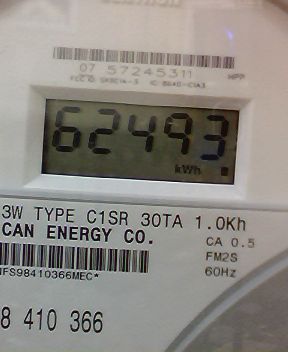 07 57245311
62493
kWh
3W TYPE C1SR 30TA 1.0Kh
CAN ENERGY CO.
CA 0.5
FM2S
60Hz
NFS98410366MEC*
8 410 366